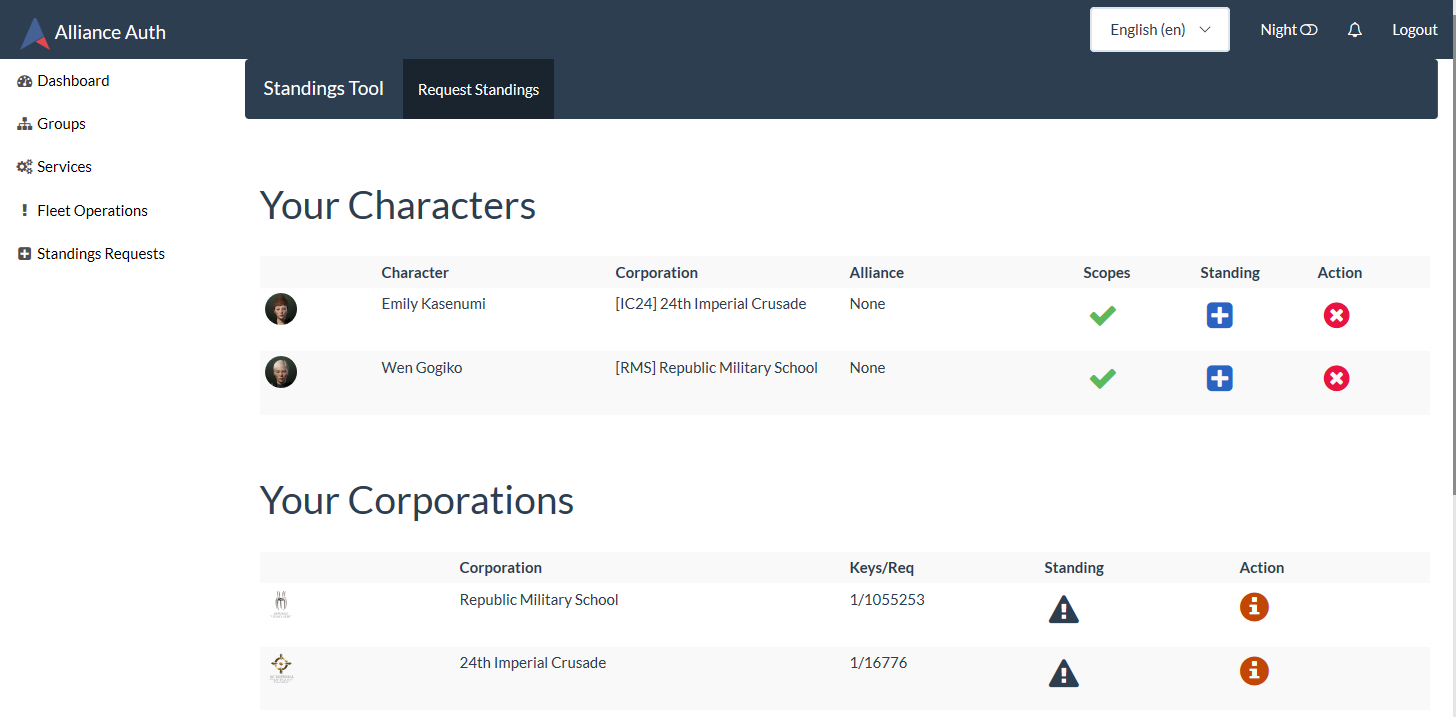 Alliance Auth English (en) Night Logout
Dashboard
Groups
Services
Fleet Operations
Standings Requests
Standings Tool Request Standings
Your Characters
Character Corporation Alliance Scopes Standing Action
Emily Kasenumi [IC24] 24th Imperial Crusade None
Wen Gogiko [RMS] Republic Military School None
Your Corporations
Corporation Keys/Req Standing Action
Republic Military School 1/1055253
24th Imperial Crusade 1/16776